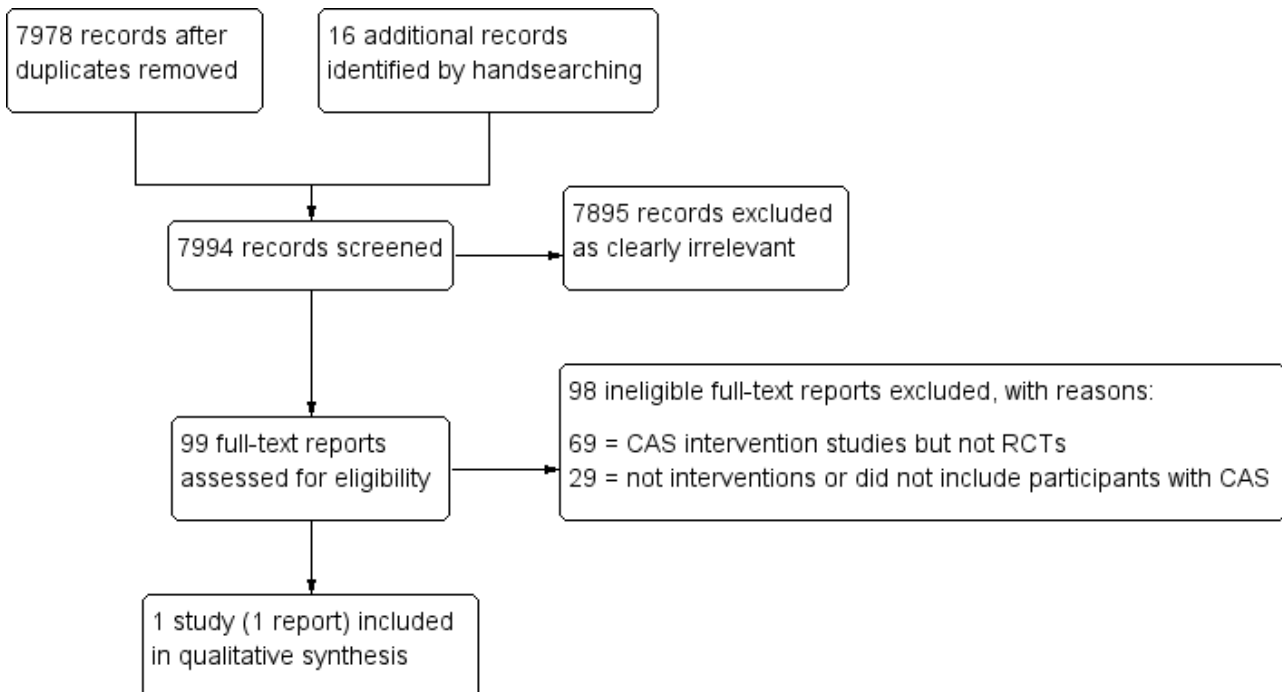 7978 records after
duplicates removed
16 additional records
identified by handsearching
7994 records screened
7895 records excluded
as clearly irrelevant
99 full-text reports
assessed for eligibility
98 ineligible full-text reports excluded, with reasons:
69 = CAS intervention studies but not RCTs
29 = not interventions or did not include participants with CAS
1 study (1 report) included
in qualitative synthesis